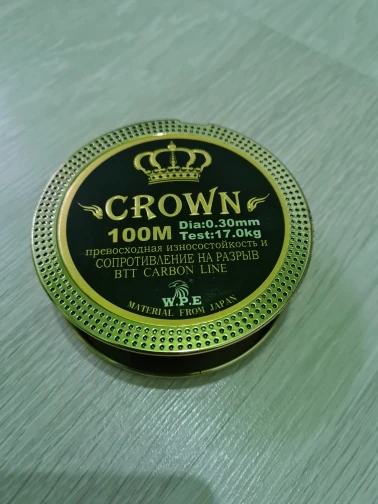 CROWN
100M Dia:0.30mm
Test:17.0kg
превосходная износостойкость и
СОПРОТИВЛЕНИЕ НА РАЗРЫВ
BTT CARBON LINE
W.P.E
MATERIAL FROM JAPAN